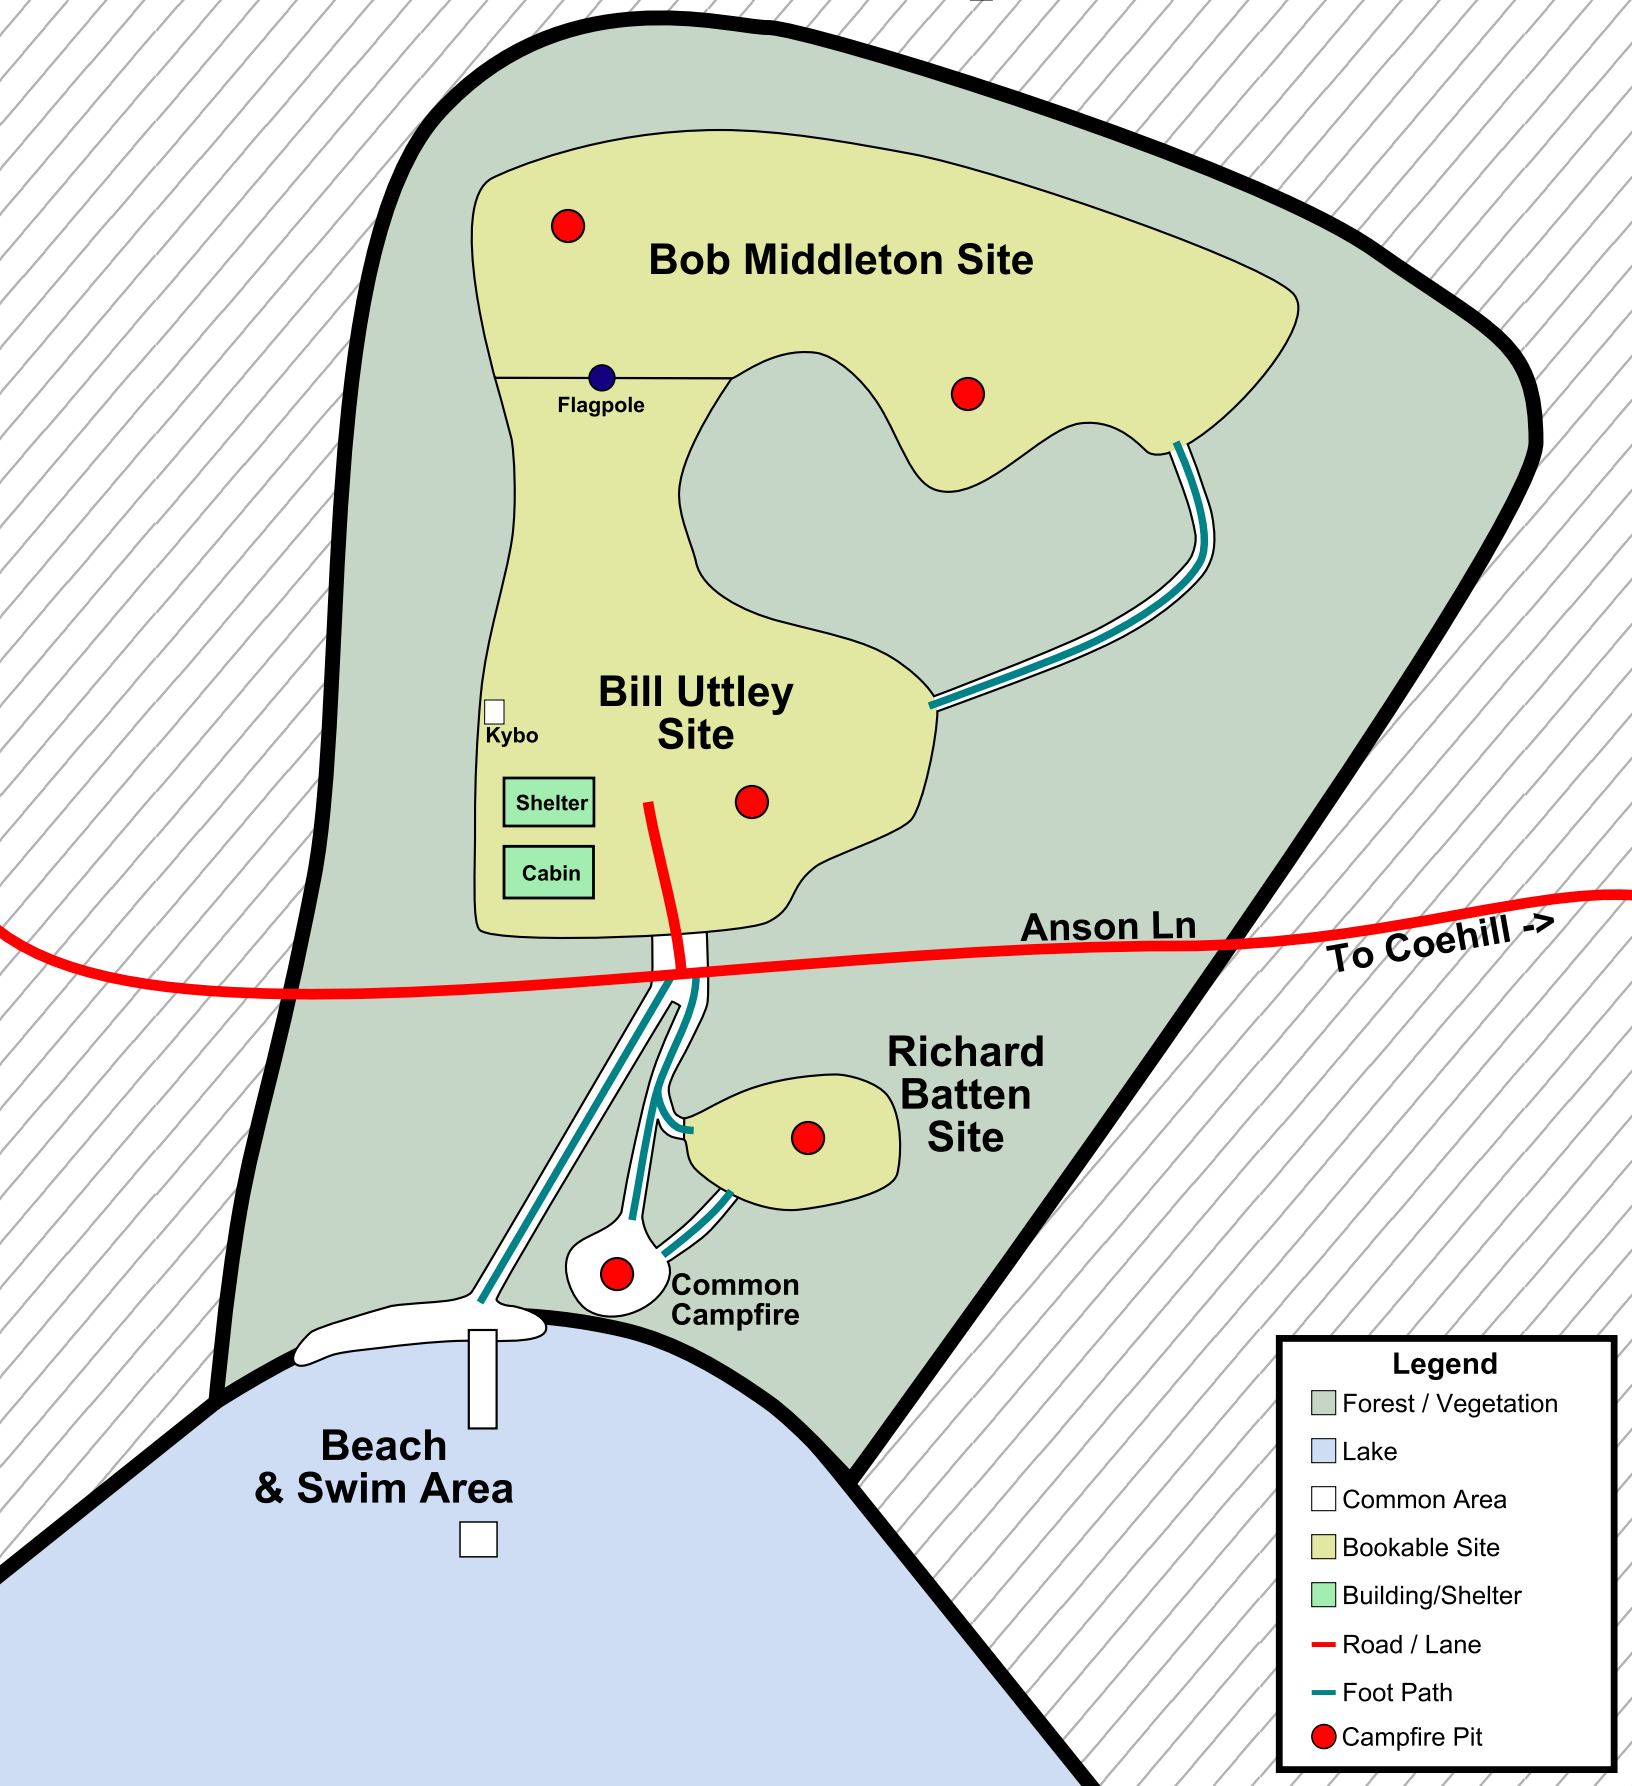 Bob Middleton Site
Flagpole
Bill Uttley
Site
Kybo
Shelter
Cabin
Anson Ln
To Coehill ->
Richard
Batten
Site
Common
Campfire
Beach
& Swim Area
Legend
Forest / Vegetation
Lake
Common Area
Bookable Site
Building/Shelter
Road / Lane
Foot Path
Campfire Pit